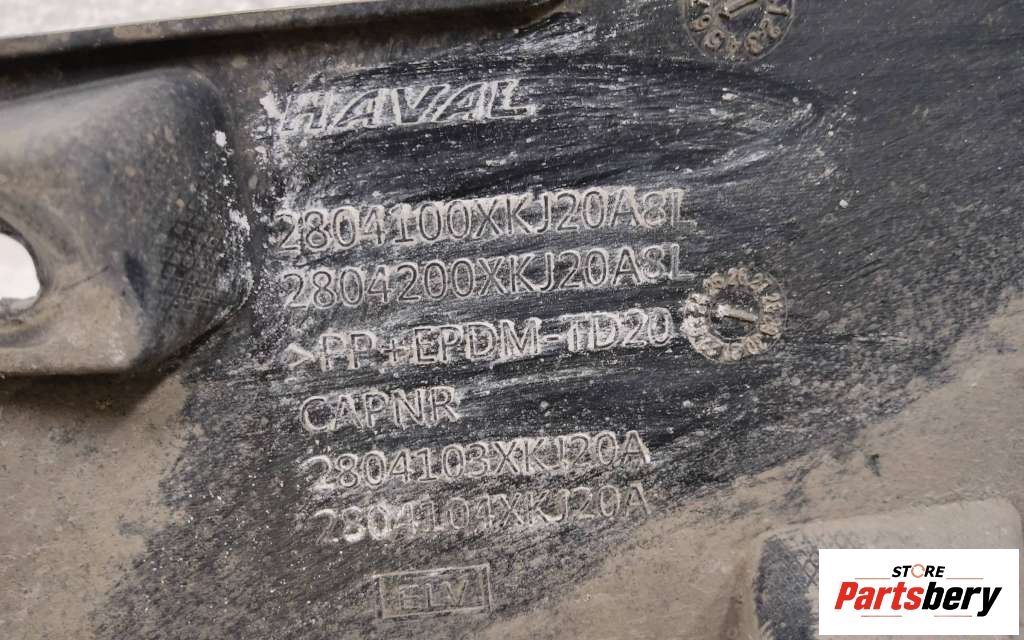 HAVAL
2804100XKJ20A8L
2804200XKJ20A8L
>PP+EPDM-TD20
CAPNR
2804103XKJ20A
2804104XKJ20A
ELV
STORE
Partsbery